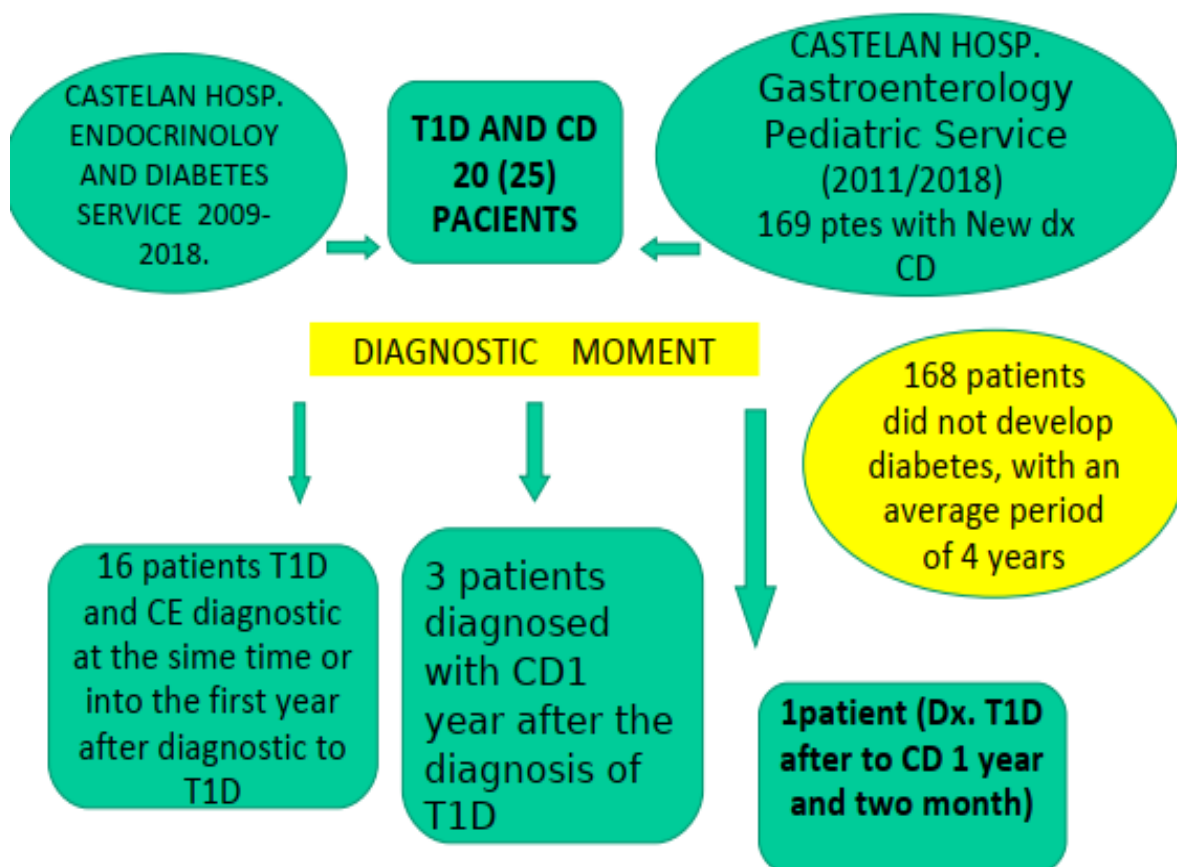 CASTELAN HOSP.
ENDOCRINOLOY
AND DIABETES
SERVICE 2009-
2018.
T1D AND CD
20 (25)
PACIENTS
CASTELAN HOSP.
Gastroenterology
Pediatric Service
(2011/2018)
169 ptes with New dx
CD
DIAGNOSTIC MOMENT
168 patients
did not develop
diabetes, with an
average period
of 4 years
16 patients T1D
and CE diagnostic
at the sime time or
into the first year
after diagnostic to
T1D
3 patients
diagnosed
with CD1
year after the
diagnosis of
T1D
1patient (Dx. T1D
after to CD 1 year
and two month)